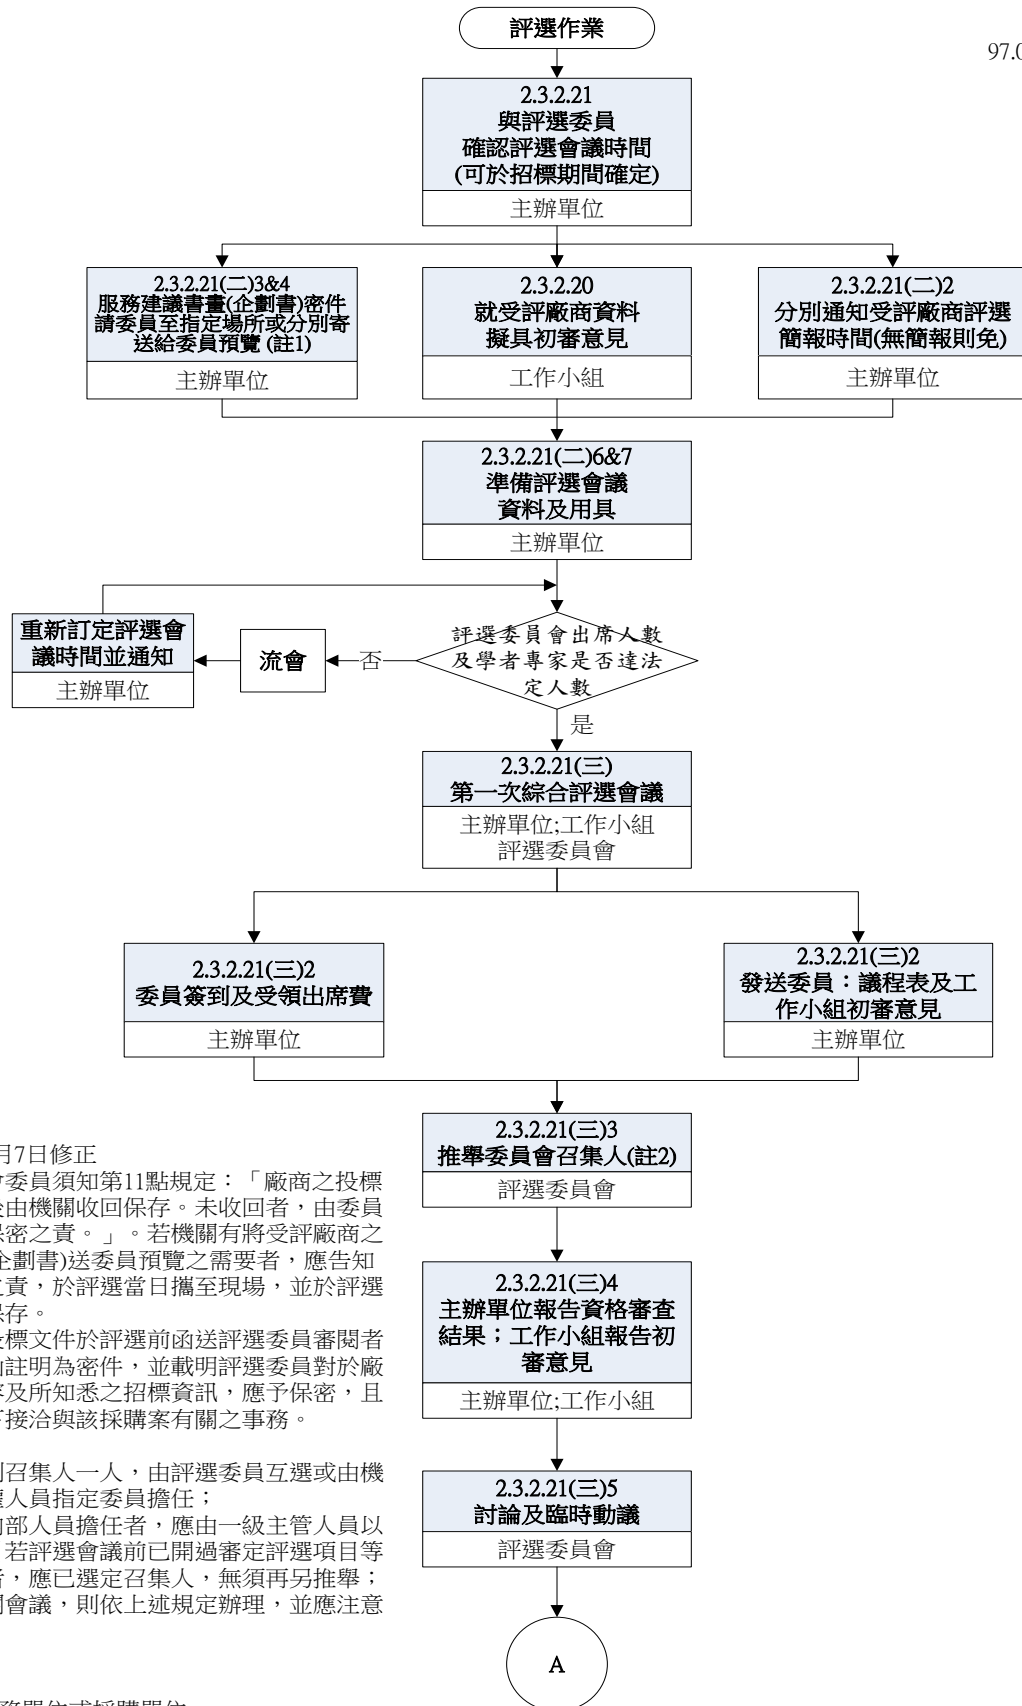 評選作業
97.0
2.3.2.21
與評選委員
確認評選會議時間
(可於招標期間確定)
主辦單位
2.3.2.21(二)3&4
服務建議書畫(企劃書)密件
請委員至指定場所或分別寄
送給委員預覽 (註1)
主辦單位
2.3.2.20
就受評廠商資料
擬具初審意見
工作小組
2.3.2.21(二)2
分別通知受評廠商評選
簡報時間(無簡報則免)
主辦單位
2.3.2.21(二)6&7
準備評選會議
資料及用具
主辦單位
重新訂定評選會
議時間並通知
主辦單位
流會
否
評選委員會出席人數
及學者專家是否達法
定人數
是
2.3.2.21(三)
第一次綜合評選會議
主辦單位;工作小組
評選委員會
2.3.2.21(三)2
委員簽到及受領出席費
主辦單位
2.3.2.21(三)2
發送委員：議程表及工
作小組初審意見
主辦單位
2.3.2.21(三)3
推舉委員會召集人(註2)
評選委員會
2.3.2.21(三)4
主辦單位報告資格審查
結果；工作小組報告初
審意見
主辦單位;工作小組
2.3.2.21(三)5
討論及臨時動議
評選委員會
A
月7日修正
委員須知第11點規定：「廠商之投標
後由機關收回保存。未收回者，由委員
保密之責。」。若機關有將受評廠商之
企劃書)送委員預覽之需要者，應告知
之責，於評選當日攜至現場，並於評選
保存。
投標文件於評選前函送評選委員審閱者
註明為密件，並載明評選委員對於廠
容及所知悉之招標資訊，應予保密，且
下接洽與該採購案有關之事務。
召集人一人，由評選委員互選或由機
權人員指定委員擔任；
內部人員擔任者，應由一級主管人員以
若評選會議前已開過審定評選項目等
者，應已選定召集人，無須再另推舉；
開會議，則依上述規定辦理，並應注意
務單位或採購單位